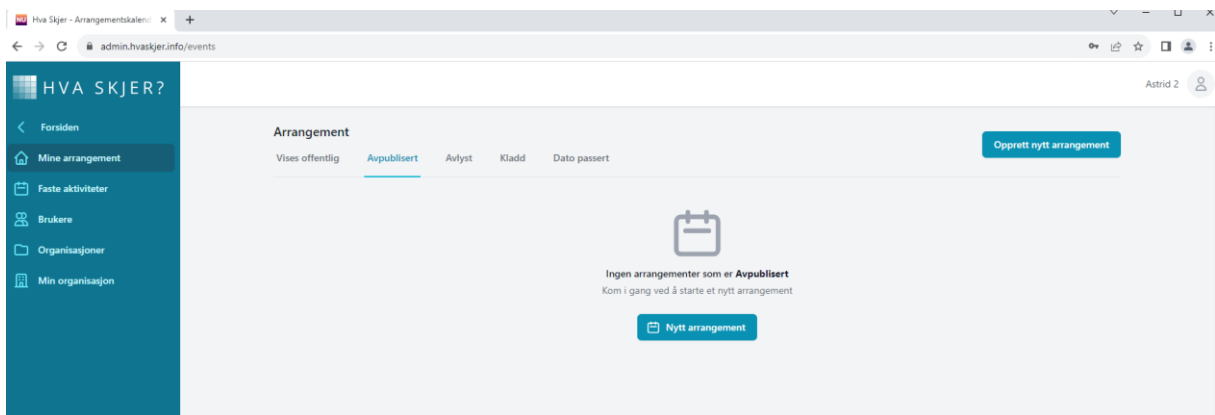 NU Hva Skjer - Arrangementskalend
admin.hvaskjer.info/events
HVA SKJER?
Astrid 2
Forsiden
Mine arrangement
Faste aktiviteter
Brukere
Organisasjoner
Min organisasjon
Arrangement
Opprett nytt arrangement
Vises offentlig Avpublisert Avlyst Kladd Dato passert
Ingen arrangementer som er Avpublisert
Kom i gang ved å starte et nytt arrangement
Nytt arrangement